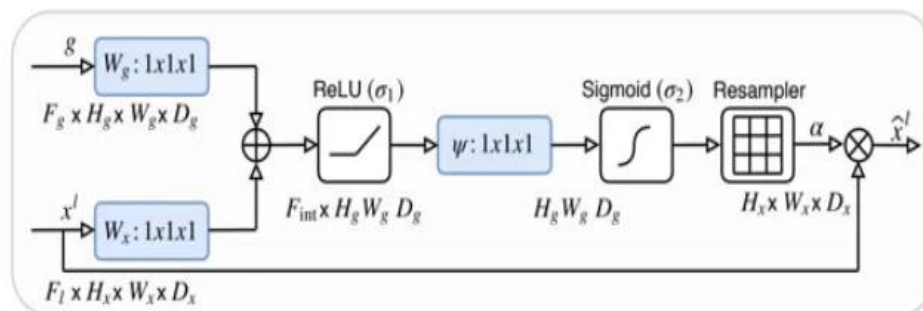 g
W_g : 1x1x1
F_g x H_g x W_g x D_g
x^l
W_x : 1x1x1
F_l x H_x x W_x x D_x
ReLU (σ_1)
F_int x H_g W_g D_g
ψ : 1x1x1
H_g W_g D_g
Sigmoid (σ_2)
Resampler
α
H_x x W_x x D_x
x̂^l